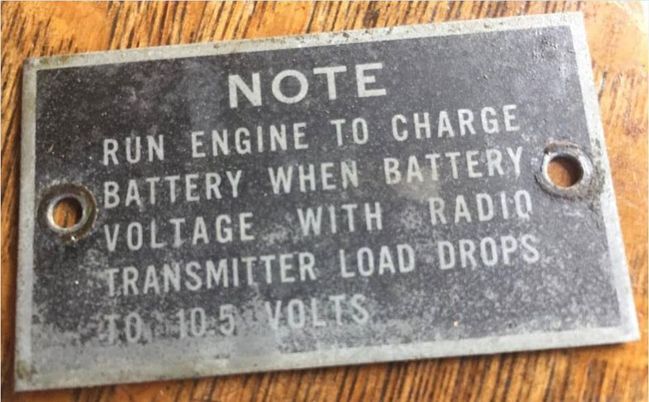 NOTE
RUN ENGINE TO CHARGE
BATTERY WHEN BATTERY
VOLTAGE WITH RADIO
TRANSMITTER LOAD DROPS
TO 10.5 VOLTS